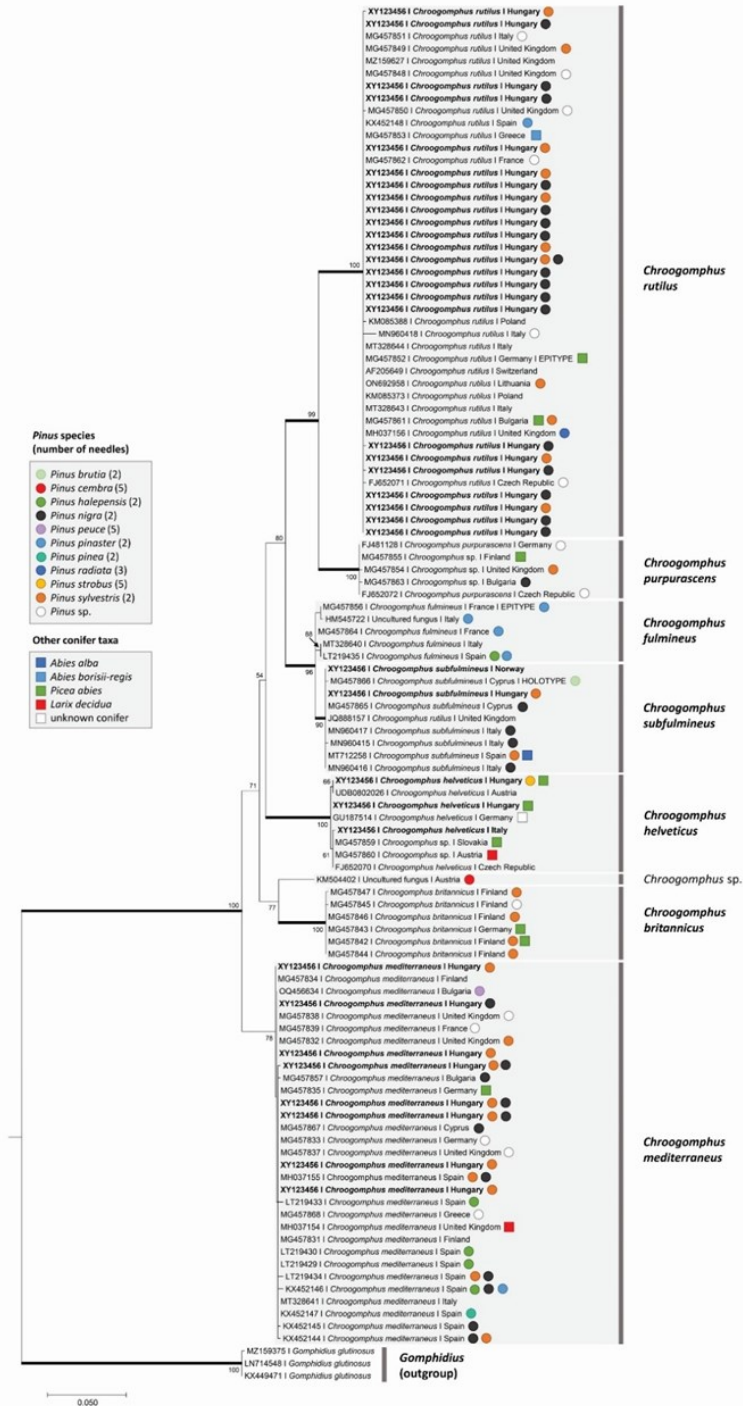 XY123456 I Chroogomphus rutilus I Hungary
XY123456 I Chroogomphus rutilus I Hungary
MG457851 I Chroogomphus rutilus I Italy
MG457849 I Chroogomphus rutilus I United Kingdom
MZ159627 I Chroogomphus rutilus I United Kingdom
MG457848 I Chroogomphus rutilus I United Kingdom
XY123456 I Chroogomphus rutilus I Hungary
XY123456 I Chroogomphus rutilus I Hungary
MG457850 I Chroogomphus rutilus I United Kingdom
KX452148 I Chroogomphus rutilus I Spain
MG457853 I Chroogomphus rutilus I Greece
XY123456 I Chroogomphus rutilus I Hungary
MG457862 I Chroogomphus rutilus I France
XY123456 I Chroogomphus rutilus I Hungary
XY123456 I Chroogomphus rutilus I Hungary
XY123456 I Chroogomphus rutilus I Hungary
XY123456 I Chroogomphus rutilus I Hungary
XY123456 I Chroogomphus rutilus I Hungary
XY123456 I Chroogomphus rutilus I Hungary
XY123456 I Chroogomphus rutilus I Hungary
XY123456 I Chroogomphus rutilus I Hungary
XY123456 I Chroogomphus rutilus I Hungary
XY123456 I Chroogomphus rutilus I Hungary
XY123456 I Chroogomphus rutilus I Hungary
XY123456 I Chroogomphus rutilus I Hungary
100
Chroogomphus
rutilus
KM085388 I Chroogomphus rutilus I Poland
MN960418 I Chroogomphus rutilus I Italy
MT328644 I Chroogomphus rutilus I Italy
MG457852 I Chroogomphus rutilus I Germany I EPITYPE
AF205649 I Chroogomphus rutilus I Switzerland
ON692958 I Chroogomphus rutilus I Lithuania
KM085373 I Chroogomphus rutilus I Poland
MT328643 I Chroogomphus rutilus I Italy
MG457861 I Chroogomphus rutilus I Bulgaria
MH037156 I Chroogomphus rutilus I United Kingdom
XY123456 I Chroogomphus rutilus I Hungary
XY123456 I Chroogomphus rutilus I Hungary
XY123456 I Chroogomphus rutilus I Hungary
FJ652071 I Chroogomphus rutilus I Czech Republic
XY123456 I Chroogomphus rutilus I Hungary
XY123456 I Chroogomphus rutilus I Hungary
XY123456 I Chroogomphus rutilus I Hungary
XY123456 I Chroogomphus rutilus I Hungary
99
Pinus species
(number of needles)
Pinus brutia (2)
Pinus cembra (5)
Pinus halepensis (2)
Pinus nigra (2)
Pinus peuce (5)
Pinus pinaster (2)
Pinus pinea (2)
Pinus radiata (3)
Pinus strobus (5)
Pinus sylvestris (2)
Pinus sp.
Other conifer taxa
Abies alba
Abies borisii-regis
Picea abies
Larix decidua
unknown conifer
80
FJ481128 I Chroogomphus purpurascens I Germany
MG457855 I Chroogomphus sp. I Finland
MG457854 I Chroogomphus sp. I United Kingdom
MG457863 I Chroogomphus sp. I Bulgaria
FJ652072 I Chroogomphus purpurascens I Czech Republic
100
Chroogomphus
purpurascens
MG457856 I Chroogomphus fulmineus I France I EPITYPE
HM545722 I Uncultured fungus I Italy
MG457864 I Chroogomphus fulmineus I France
MT328640 I Chroogomphus fulmineus I Italy
LT219435 I Chroogomphus fulmineus I Spain
68
Chroogomphus
fulmineus
96
54
XY123456 I Chroogomphus subfulmineus I Norway
MG457866 I Chroogomphus subfulmineus I Cyprus I HOLOTYPE
XY123456 I Chroogomphus subfulmineus I Hungary
MG457865 I Chroogomphus subfulmineus I Cyprus
JQ888157 I Chroogomphus rutilus I United Kingdom
MN960417 I Chroogomphus subfulmineus I Italy
MN960415 I Chroogomphus subfulmineus I Italy
MT712258 I Chroogomphus subfulmineus I Spain
MN960416 I Chroogomphus subfulmineus I Italy
90
Chroogomphus
subfulmineus
71
XY123456 I Chroogomphus helveticus I Hungary
UDB0802026 I Chroogomphus helveticus I Austria
XY123456 I Chroogomphus helveticus I Hungary
GU187514 I Chroogomphus helveticus I Germany
XY123456 I Chroogomphus helveticus I Italy
MG457859 I Chroogomphus sp. I Slovakia
MG457860 I Chroogomphus sp. I Austria
FJ652070 I Chroogomphus helveticus I Czech Republic
66
100
61
Chroogomphus
helveticus
KM504402 I Uncultured fungus I Austria
Chroogomphus sp.
77
MG457847 I Chroogomphus britannicus I Finland
MG457845 I Chroogomphus britannicus I Finland
MG457846 I Chroogomphus britannicus I Finland
MG457843 I Chroogomphus britannicus I Germany
MG457842 I Chroogomphus britannicus I Finland
MG457844 I Chroogomphus britannicus I Finland
100
Chroogomphus
britannicus
100
XY123456 I Chroogomphus mediterraneus I Hungary
MG457834 I Chroogomphus mediterraneus I Finland
OQ456634 I Chroogomphus mediterraneus I Bulgaria
XY123456 I Chroogomphus mediterraneus I Hungary
MG457838 I Chroogomphus mediterraneus I United Kingdom
MG457839 I Chroogomphus mediterraneus I France
MG457832 I Chroogomphus mediterraneus I United Kingdom
XY123456 I Chroogomphus mediterraneus I Hungary
XY123456 I Chroogomphus mediterraneus I Hungary
MG457857 I Chroogomphus mediterraneus I Bulgaria
MG457835 I Chroogomphus mediterraneus I Germany
XY123456 I Chroogomphus mediterraneus I Hungary
XY123456 I Chroogomphus mediterraneus I Hungary
MG457867 I Chroogomphus mediterraneus I Cyprus
MG457833 I Chroogomphus mediterraneus I Germany
MG457837 I Chroogomphus mediterraneus I United Kingdom
XY123456 I Chroogomphus mediterraneus I Hungary
MH037155 I Chroogomphus mediterraneus I Spain
XY123456 I Chroogomphus mediterraneus I Hungary
LT219433 I Chroogomphus mediterraneus I Spain
MG457868 I Chroogomphus mediterraneus I Greece
MH037154 I Chroogomphus mediterraneus I United Kingdom
MG457831 I Chroogomphus mediterraneus I Finland
LT219430 I Chroogomphus mediterraneus I Spain
LT219429 I Chroogomphus mediterraneus I Spain
LT219434 I Chroogomphus mediterraneus I Spain
KX452146 I Chroogomphus mediterraneus I Spain
MT328641 I Chroogomphus mediterraneus I Italy
KX452147 I Chroogomphus mediterraneus I Spain
KX452145 I Chroogomphus mediterraneus I Spain
KX452144 I Chroogomphus mediterraneus I Spain
78
Chroogomphus
mediterraneus
MZ159375 I Gomphidius glutinosus
LN714548 I Gomphidius glutinosus
KX449471 I Gomphidius glutinosus
100
Gomphidius
(outgroup)
0.050